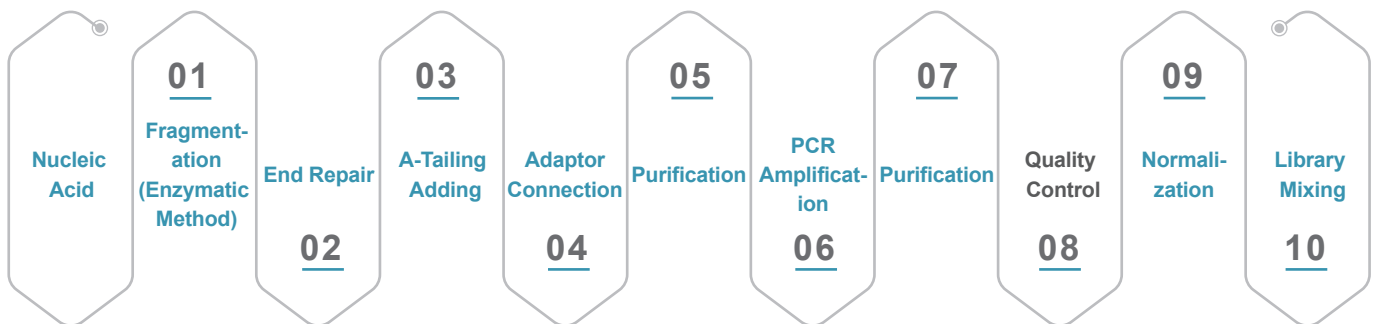 Nucleic
Acid
01
Fragment-
ation
(Enzymatic
Method)
End Repair
02
03
A-Tailing
Adding
Adaptor
Connection
04
05
Purification
PCR
Amplificat-
ion
06
07
Purification
Quality
Control
08
09
Normali-
zation
Library
Mixing
10